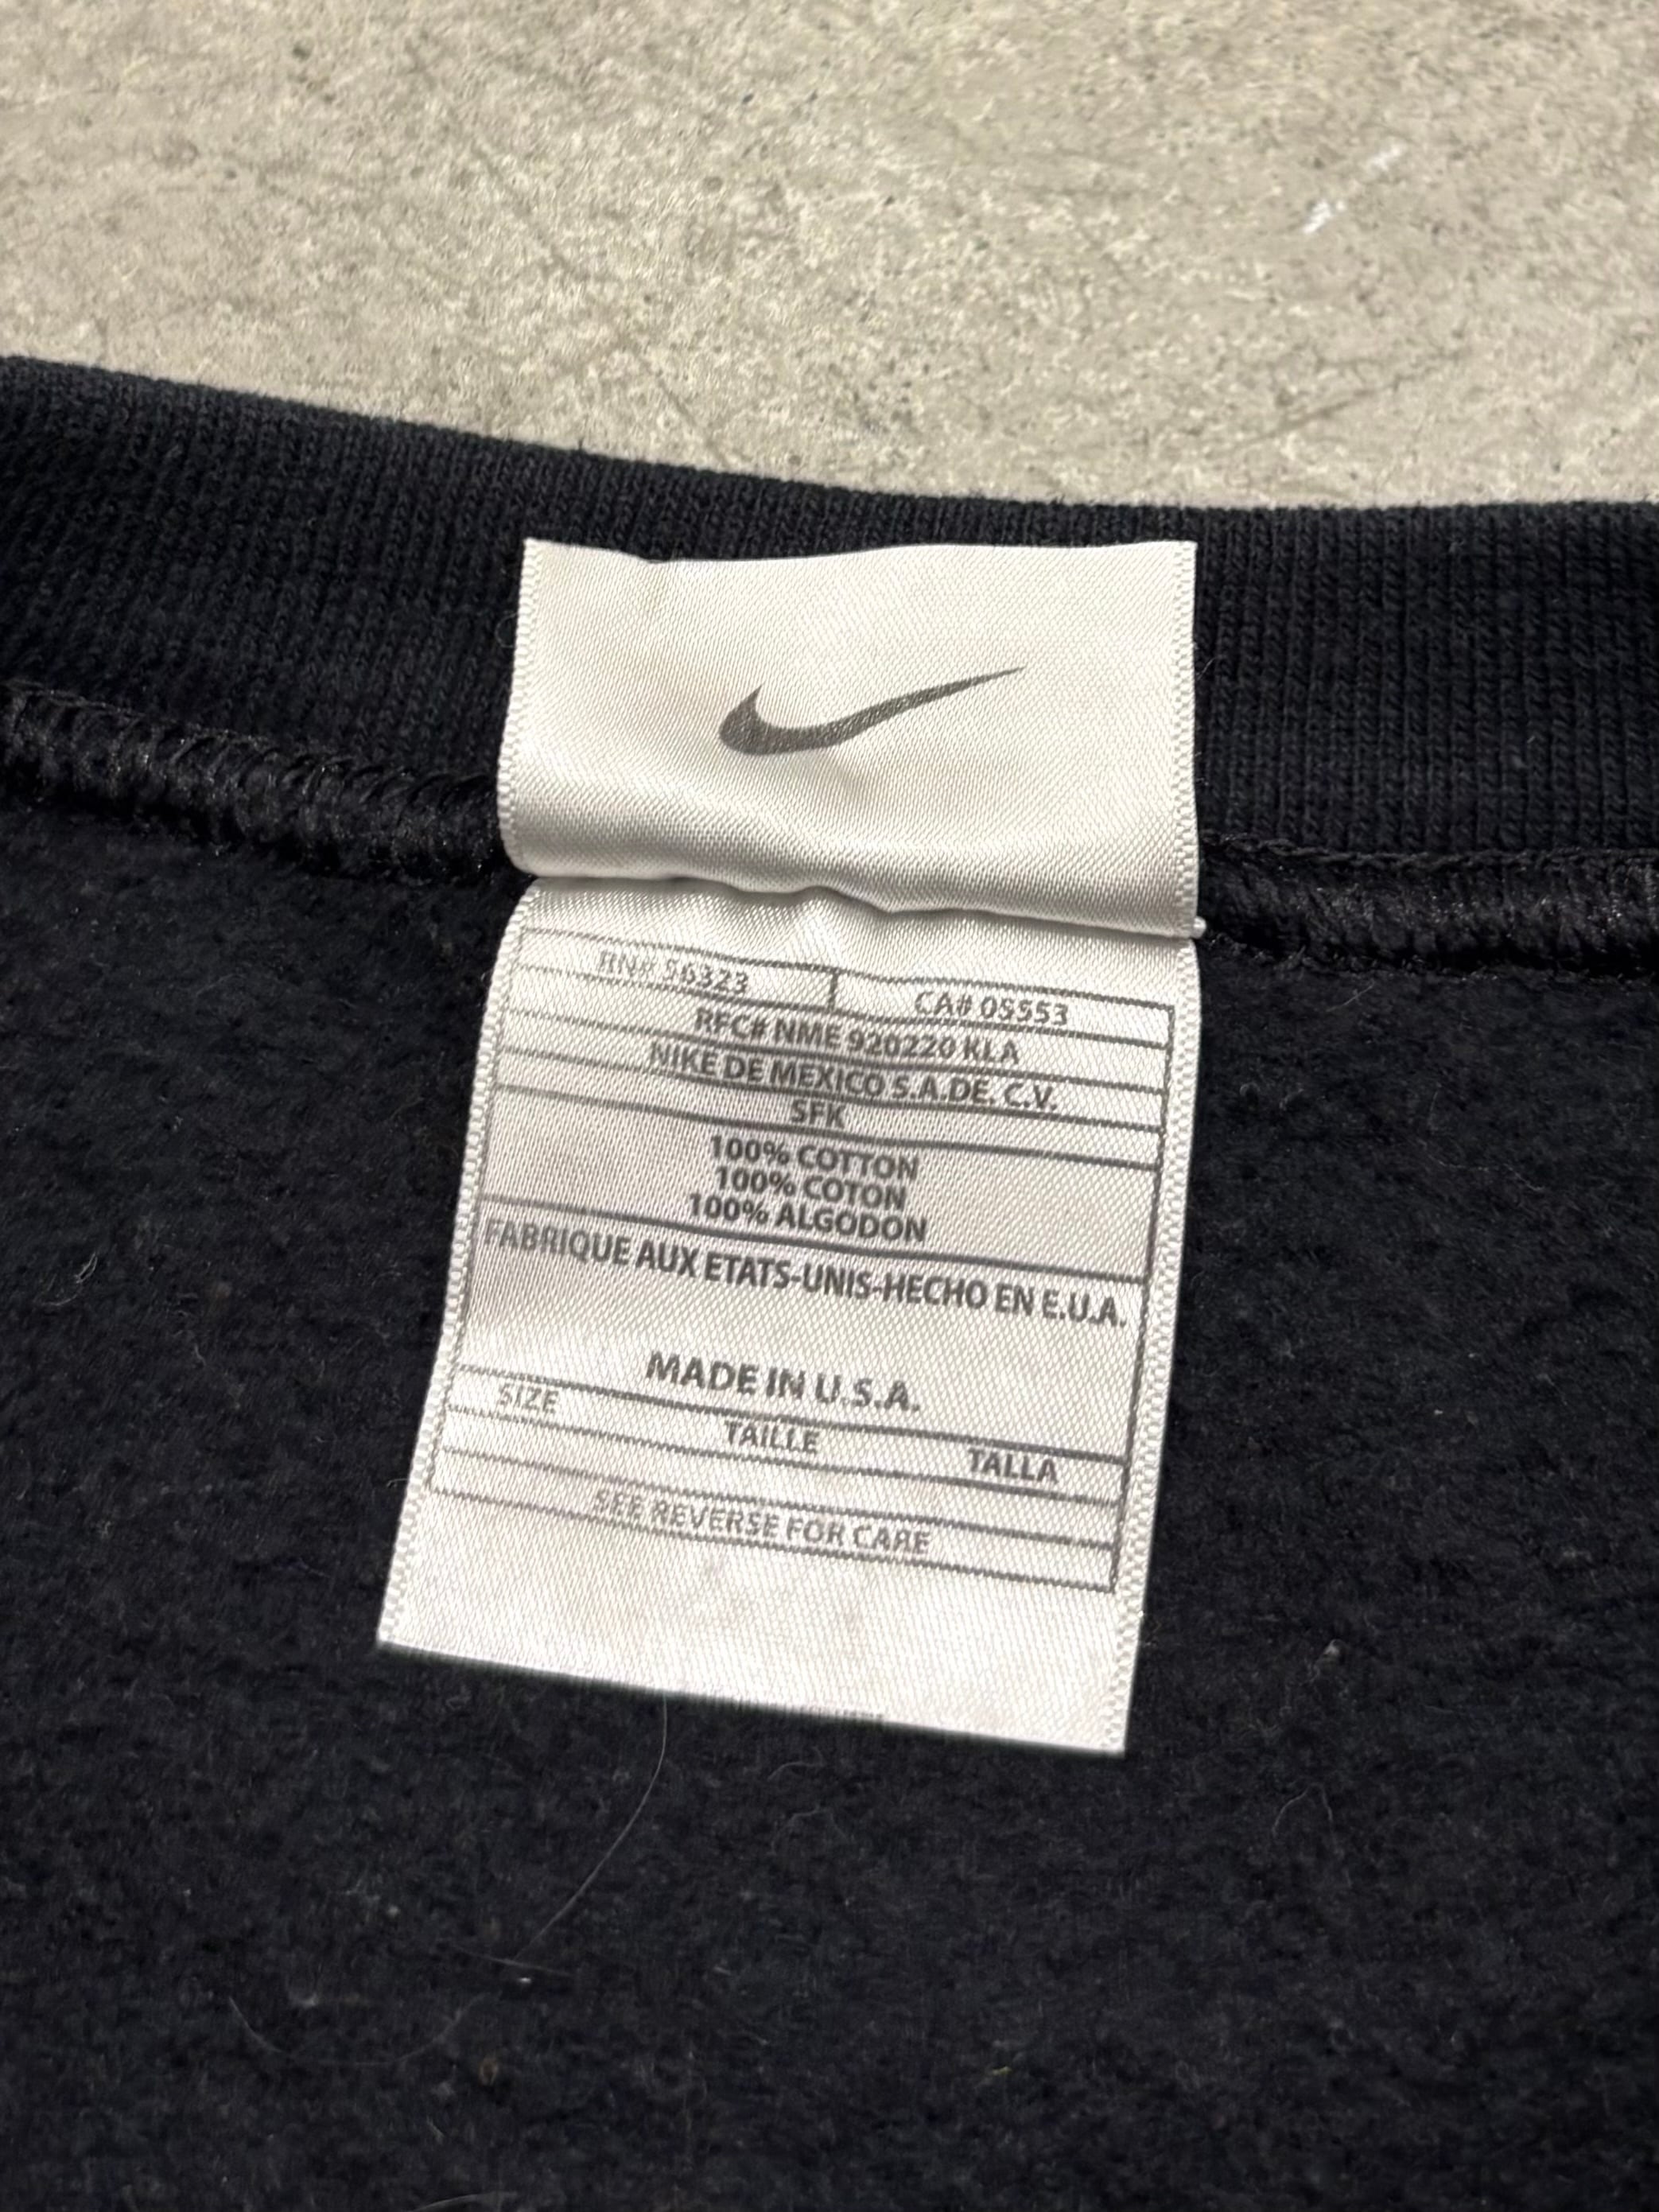 RN# 56323 CA# 05553
RFC# NME 920220 KLA
NIKE DE MEXICO S.A.DE. C.V.
SFK
100% COTTON
100% COTON
100% ALGODON
FABRIQUE AUX ETATS-UNIS-HECHO EN E.U.A.
MADE IN U.S.A.
SIZE TAILLE TALLA
SEE REVERSE FOR CARE